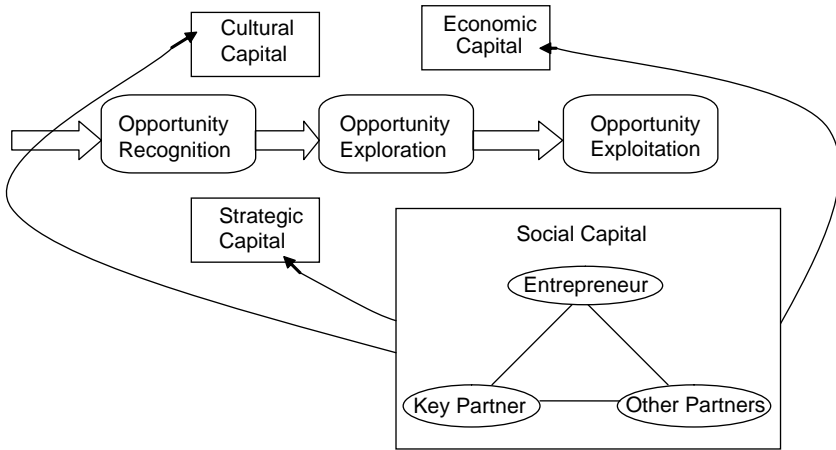 Cultural
Capital
Economic
Capital
Opportunity
Recognition
Opportunity
Exploration
Opportunity
Exploitation
Strategic
Capital
Social Capital
Entrepreneur
Key Partner
Other Partners